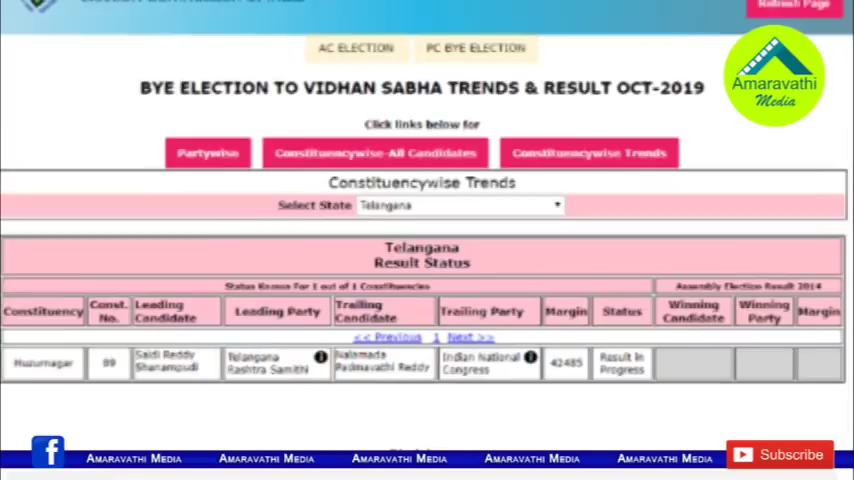 Refresh Page
AC ELECTION
PC BYE ELECTION
BYE ELECTION TO VIDHAN SABHA TRENDS & RESULT OCT-2019
Amaravathi
Media
Click links below for
Partywise
Constituencywise-All Candidates
Constituencywise Trends
Constituencywise Trends
Select State Telangana
Telangana
Result Status
Status Known For 1 out of 1 Constituencies
Assembly Election Result 2014
Constituency Const. No. Leading Candidate Leading Party Trailing Candidate Trailing Party Margin Status Winning Candidate Winning Party Margin
<< Previous 1 Next >>
Huzurnagar 89 Saidi Reddy Shanampudi Telangana Rashtra Samithi Nalamada Padmavathi Reddy Indian National Congress 42485 Result in Progress
f AMARAVATHI MEDIA AMARAVATHI MEDIA AMARAVATHI MEDIA AMARAVATHI MEDIA AMARAVATHI MEDIA Subscribe